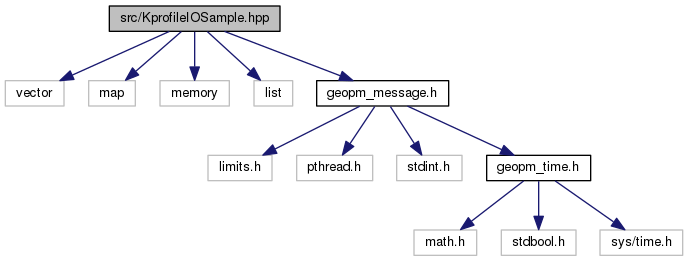 src/KprofileIOSample.hpp
vector
map
memory
list
geopm_message.h
limits.h
pthread.h
stdint.h
geopm_time.h
math.h
stdbool.h
sys/time.h